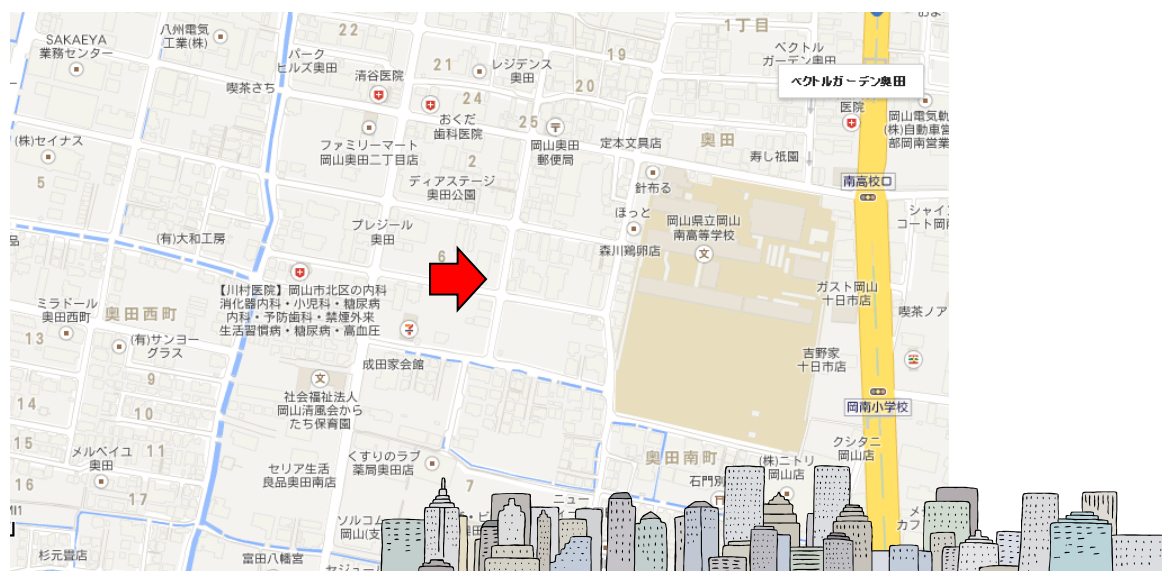 1丁目
22
八州電気
工業(株)
SAKAEYA
業務センター
パーク
ヒルズ奥田
19
ベクトル
ガーデン奥田
21
レジデンス
奥田
清谷医院
喫茶さち
20
ベクトルガーデン奥田
24
医院
おくだ
歯科医院
25
岡山奥田
郵便局
(株)セイナス
ファミリーマート
岡山奥田二丁目店
定本文具店
奥田
寿し祇園
2
5
ディアステージ
奥田公園
針布る
南高校口
ほっと
岡山県立岡山
南高等学校
プレジール
奥田
(有)大和工房
森川鶏卵店
6
【川村医院】岡山市北区の内科
消化器内科・小児科・糖尿病
内科・予防歯科・禁煙外来
生活習慣病・糖尿病・高血圧
ガスト岡山
十日市店
ミラドール
奥田西町
奥田西町
喫茶ノア
13
(有)サンヨー
グラス
成田家会館
吉野家
十日市店
9
社会福祉法人
岡山清風会から
たち保育園
14
10
岡南小学校
15
メルベイユ
奥田
11
クシタニ
岡山店
くすりのラブ
薬局奥田店
奥田南町
(株)ニトリ
岡山店
セリア生活
良品奥田南店
16
17
7
石門別
ニュー
ソルコム
岡山(支
杉元畳店
富田八幡宮